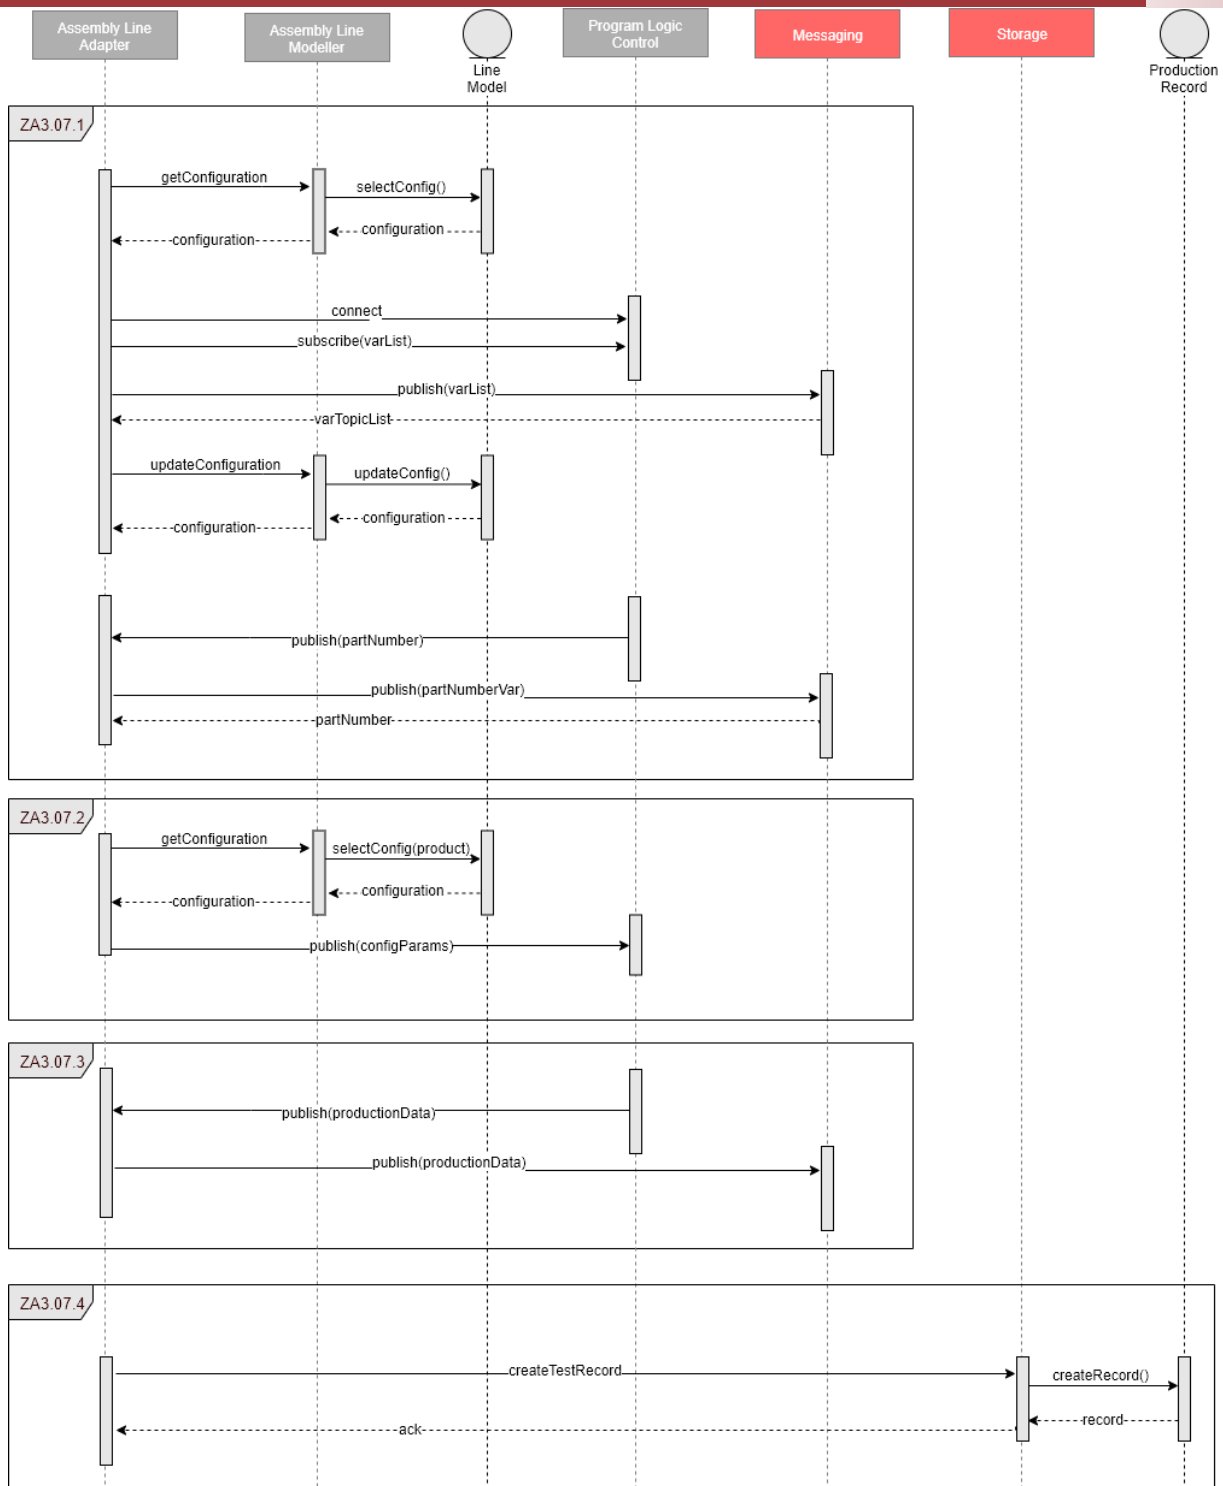 Assembly Line
Adapter
Assembly Line
Modeller
Line
Model
Program Logic
Control
Messaging
Storage
Production
Record
ZA3.07.1
getConfiguration
selectConfig()
configuration
configuration
connect
subscribe(varList)
publish(varList)
varTopicList
updateConfiguration
updateConfig()
configuration
configuration
publish(partNumber)
publish(partNumberVar)
partNumber
ZA3.07.2
getConfiguration
selectConfig(product)
configuration
configuration
publish(configParams)
ZA3.07.3
publish(productionData)
publish(productionData)
ZA3.07.4
createTestRecord
createRecord()
record
ack